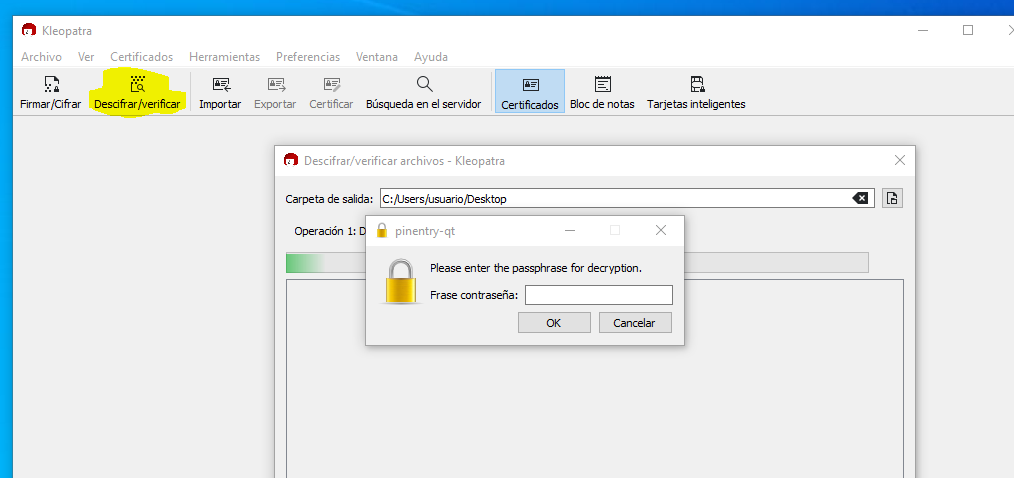 Kleopatra
Archivo Ver Certificados Herramientas Preferencias Ventana Ayuda
Firmar/Cifrar Descifrar/verificar Importar Exportar Certificar Búsqueda en el servidor Certificados Bloc de notas Tarjetas inteligentes
Descifrar/verificar archivos - Kleopatra
Carpeta de salida: C:/Users/usuario/Desktop
Operación 1: D
pinentry-qt
Please enter the passphrase for decryption.
Frase contraseña:
OK Cancelar